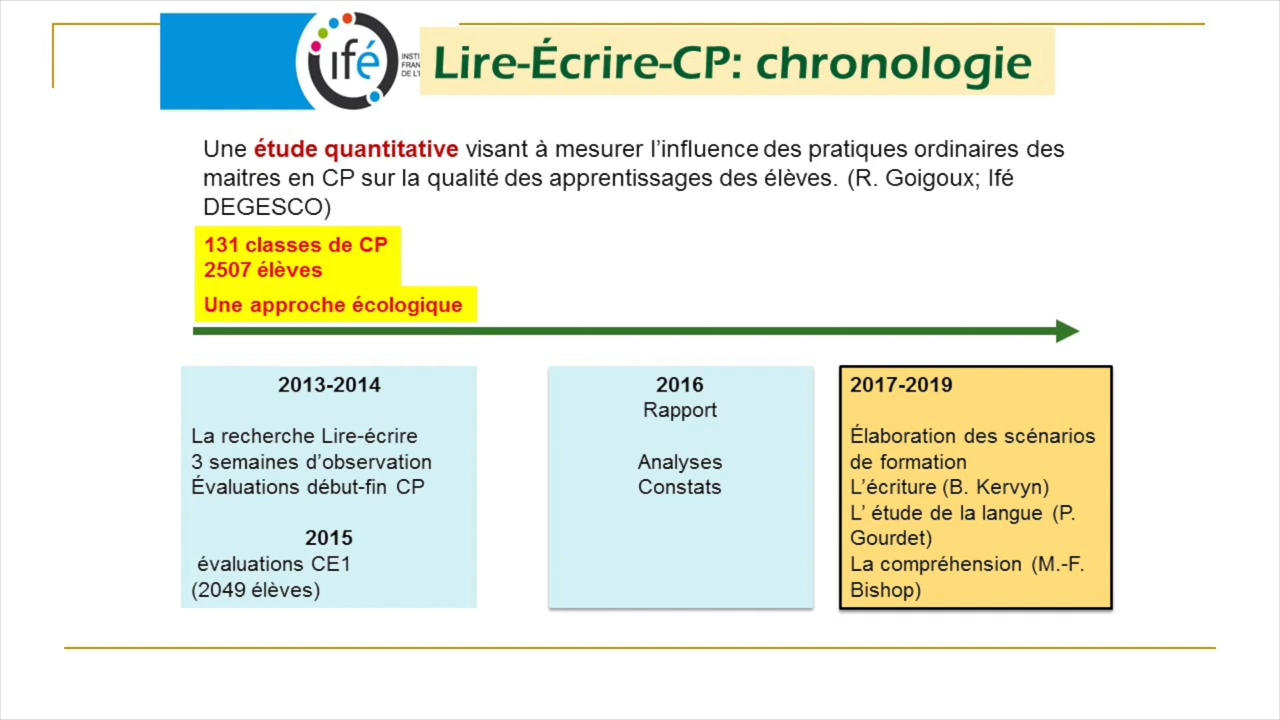 ifé
INSTI
FRAN
DE L'É
Lire-Écrire-CP: chronologie
Une étude quantitative visant à mesurer l’influence des pratiques ordinaires des
maitres en CP sur la qualité des apprentissages des élèves. (R. Goigoux; Ifé
DEGESCO)
131 classes de CP
2507 élèves
Une approche écologique
2013-2014
La recherche Lire-écrire
3 semaines d’observation
Évaluations début-fin CP
2015
évaluations CE1
(2049 élèves)
2016
Rapport
Analyses
Constats
2017-2019
Élaboration des scénarios
de formation
L’écriture (B. Kervyn)
L’ étude de la langue (P.
Gourdet)
La compréhension (M.-F.
Bishop)